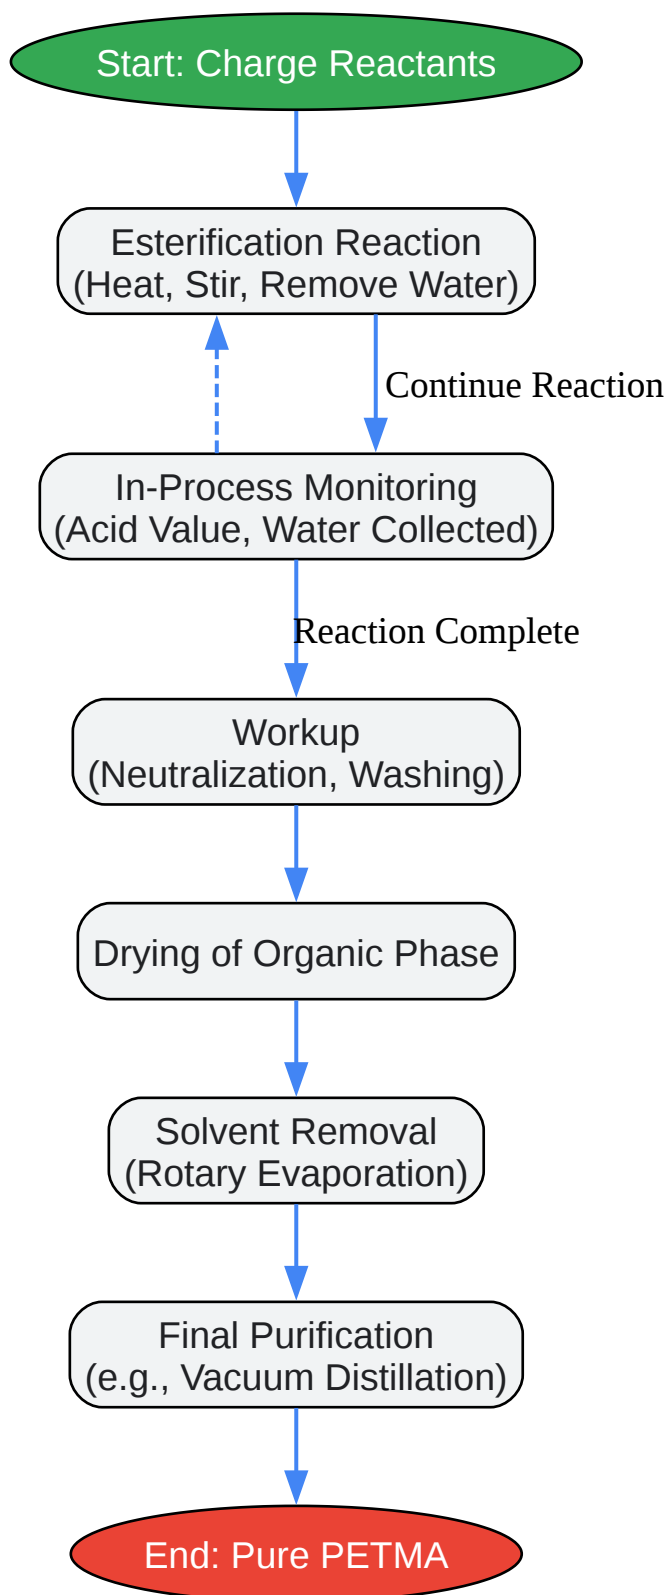 Start: Charge Reactants
Esterification Reaction
(Heat, Stir, Remove Water)
Continue Reaction
In-Process Monitoring
(Acid Value, Water Collected)
Reaction Complete
Workup
(Neutralization, Washing)
Drying of Organic Phase
Solvent Removal
(Rotary Evaporation)
Final Purification
(e.g., Vacuum Distillation)
End: Pure PETMA